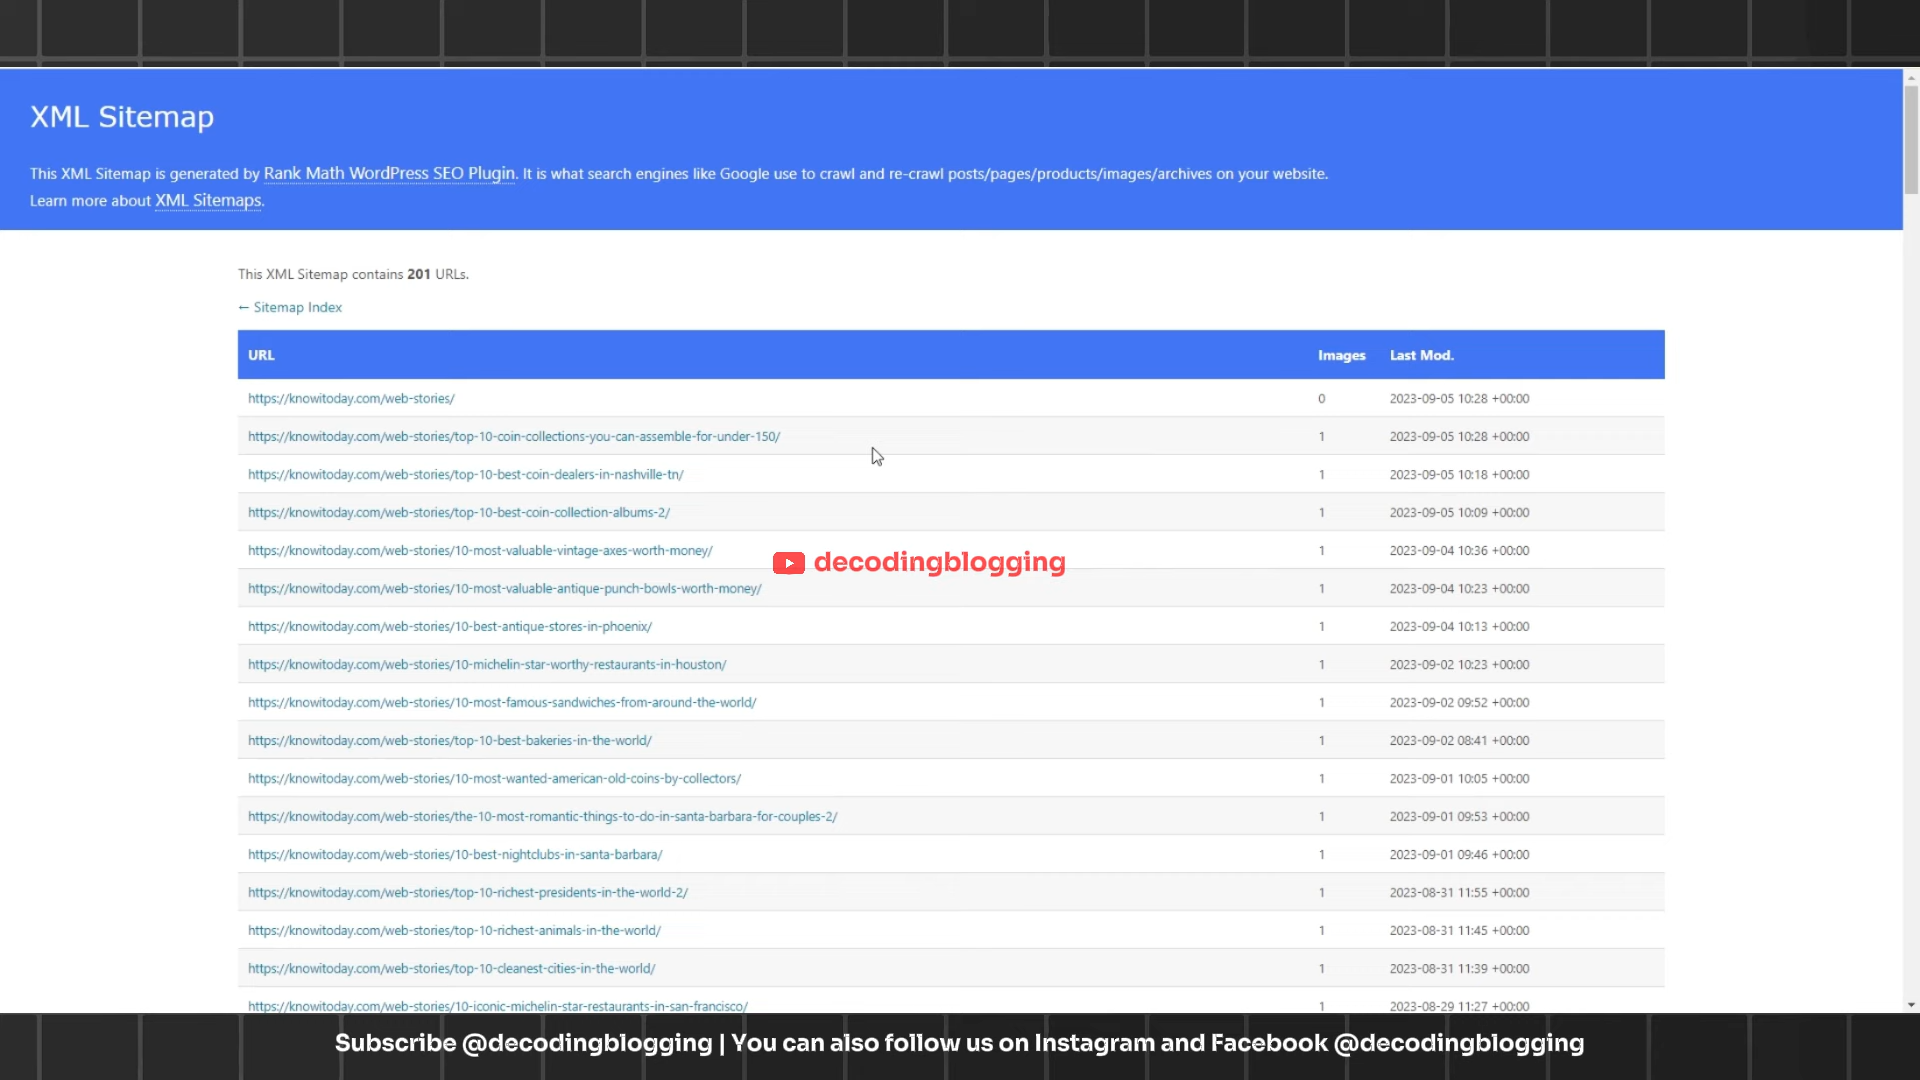 XML Sitemap
This XML Sitemap is generated by Rank Math WordPress SEO Plugin. It is what search engines like Google use to crawl and re-crawl posts/pages/products/images/archives on your website.
Learn more about XML Sitemaps.
This XML Sitemap contains 201 URLs.
← Sitemap Index
URL Images Last Mod.
https://knowitoday.com/web-stories/ 0 2023-09-05 10:28 +00:00
https://knowitoday.com/web-stories/top-10-coin-collections-you-can-assemble-for-under-150/ 1 2023-09-05 10:28 +00:00
https://knowitoday.com/web-stories/top-10-best-coin-dealers-in-nashville-tn/ 1 2023-09-05 10:18 +00:00
https://knowitoday.com/web-stories/top-10-best-coin-collection-albums-2/ 1 2023-09-05 10:09 +00:00
https://knowitoday.com/web-stories/10-most-valuable-vintage-axes-worth-money/ 1 2023-09-04 10:36 +00:00
decodingblogging
https://knowitoday.com/web-stories/10-most-valuable-antique-punch-bowls-worth-money/ 1 2023-09-04 10:23 +00:00
https://knowitoday.com/web-stories/10-best-antique-stores-in-phoenix/ 1 2023-09-04 10:13 +00:00
https://knowitoday.com/web-stories/10-michelin-star-worthy-restaurants-in-houston/ 1 2023-09-02 10:23 +00:00
https://knowitoday.com/web-stories/10-most-famous-sandwiches-from-around-the-world/ 1 2023-09-02 09:52 +00:00
https://knowitoday.com/web-stories/top-10-best-bakeries-in-the-world/ 1 2023-09-02 08:41 +00:00
https://knowitoday.com/web-stories/10-most-wanted-american-old-coins-by-collectors/ 1 2023-09-01 10:05 +00:00
https://knowitoday.com/web-stories/the-10-most-romantic-things-to-do-in-santa-barbara-for-couples-2/ 1 2023-09-01 09:53 +00:00
https://knowitoday.com/web-stories/10-best-nightclubs-in-santa-barbara/ 1 2023-09-01 09:46 +00:00
https://knowitoday.com/web-stories/top-10-richest-presidents-in-the-world-2/ 1 2023-08-31 11:55 +00:00
https://knowitoday.com/web-stories/top-10-richest-animals-in-the-world/ 1 2023-08-31 11:45 +00:00
https://knowitoday.com/web-stories/top-10-cleanest-cities-in-the-world/ 1 2023-08-31 11:39 +00:00
https://knowitoday.com/web-stories/10-iconic-michelin-star-restaurants-in-san-francisco/ 1 2023-08-29 11:27 +00:00
Subscribe @decodingblogging | You can also follow us on Instagram and Facebook @decodingblogging